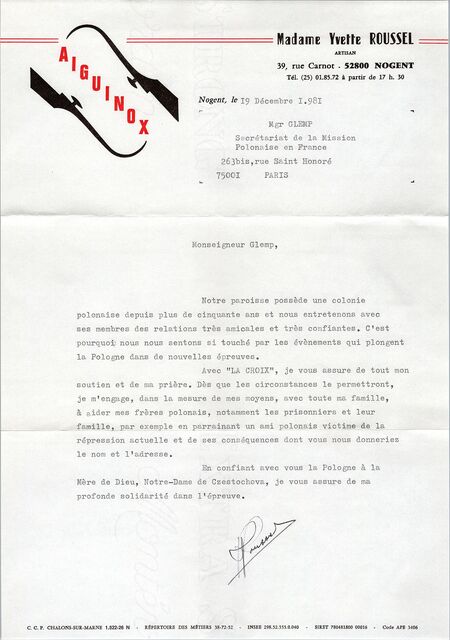 AIGUINOX
Madame Yvette ROUSSEL
ARTISAN
39, rue Carnot . 52800 NOGENT
Tél. (25) 01.85.72 à partir de 17 h. 30
Nogent, le 19 Décembre I.98I
Mgr GLEMP
Secrétariat de la Mission
Polonaise en France
263bis,rue Saint Honoré
7500I PARIS
Monseigneur Glemp,
Notre paroisse possède une colonie
polonaise depuis plus de cinquante ans et nous entretenons avec
ses membres des relations très amicales et très confiantes. C'est
pourquoi nous nous sentons si touché par les évènements qui plongent
la Pologne dans de nouvelles épreuves.
Avec "LA CROIX", je vous assure de tout mon
soutien et de ma prière. Dès que les circonstances le permettront,
je m'engage, dans la mesure de mes moyens, avec toute ma famille,
à aider mes frères polonais, notamment les prisonniers et leur
famille, par exemple en parrainant un ami polonais victime de la
répression actuelle et de ses conséquences dont vous nous donneriez
le nom et l'adresse.
En confiant avec vous la Pologne à la
Mère de Dieu, Notre-Dame de Czestochova, je vous assure de ma
profonde solidarité dans l'épreuve.
C. C. P. CHALONS-SUR-MARNE 1.522-26 N - RÉPERTOIRE DES MÉTIERS 38-72-52 - INSEE 298.52.355.0.040 - SIRET 780481800 00016 - Code APE 5406